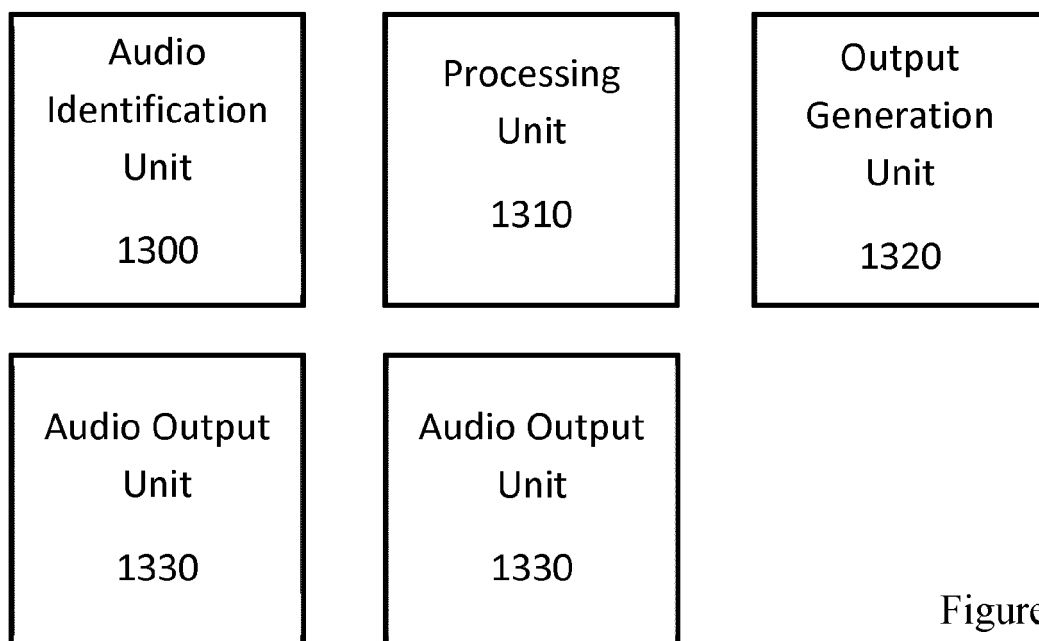 Audio
Identification
Unit
1300
Processing
Unit
1310
Output
Generation
Unit
1320
Audio Output
Unit
1330
Audio Output
Unit
1330
Figure